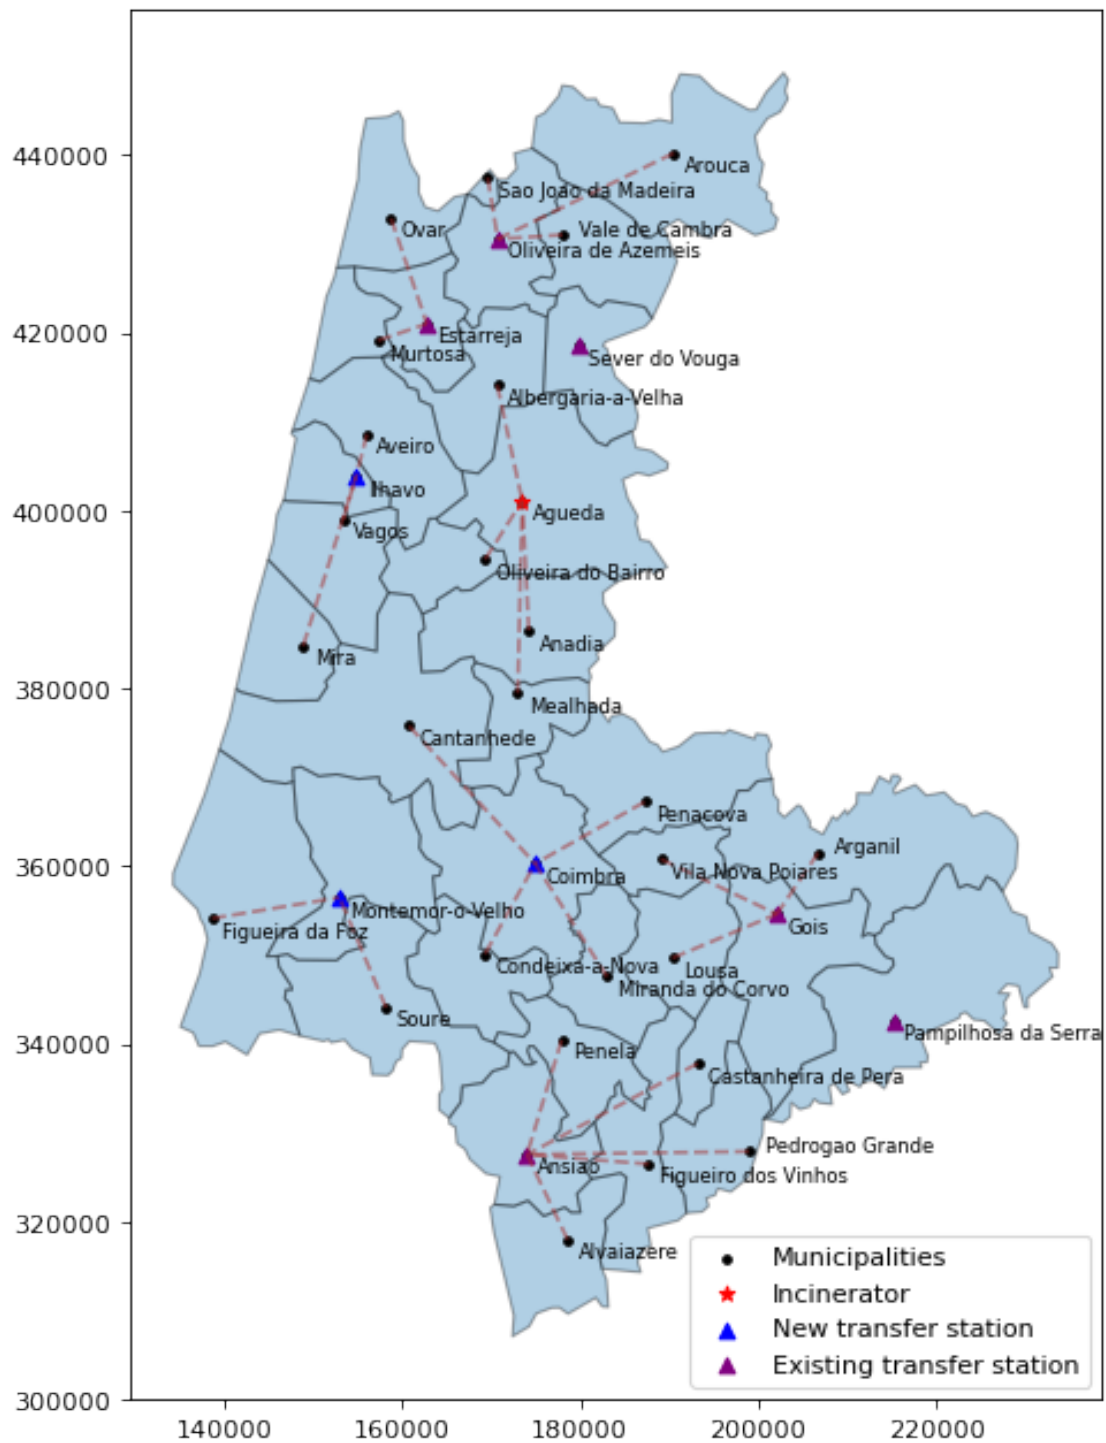 440000
420000
400000
380000
360000
340000
320000
300000
140000
160000
180000
200000
220000
Arouca
Sao Joao da Madeira
Ovar
Vale de Cambra
Oliveira de Azemeis
Estarreja
Murtosa
Sever do Vouga
Albergaria-a-Velha
Aveiro
Ilhavo
Agueda
Vagos
Oliveira do Bairro
Anadia
Mira
Mealhada
Cantanhede
Penacova
Arganil
Vila Nova Poiares
Coimbra
Montemor-o-Velho
Gois
Figueira da Foz
Condeixa-a-Nova
Lousa
Miranda do Corvo
Soure
Pampilhosa da Serra
Penela
Castanheira de Pera
Pedrogao Grande
Ansiao
Figueiro dos Vinhos
Alvaiazere
Municipalities
Incinerator
New transfer station
Existing transfer station